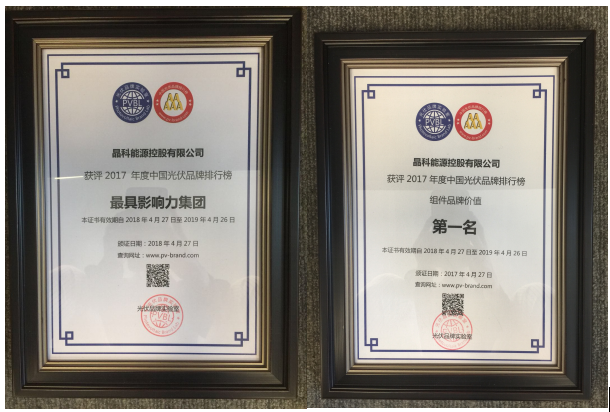 PVBL
晶科能源控股有限公司
获评 2017 年度中国光伏品牌排行榜
最具影响力集团
本证书有效期自 2018 年 4 月 27 日至 2019 年 4 月 26 日
颁证日期：2018 年 4 月 27 日
查询网址：www.pv-brand.com
PVBL
光伏品牌实验室
PVBL
晶科能源控股有限公司
获评 2017 年度中国光伏品牌排行榜
组件品牌价值
第一名
本证书有效期自 2018 年 4 月 27 日至 2019 年 4 月 26 日
颁证日期：2017 年 4 月 27 日
查询网址：www.pv-brand.com
PVBL
光伏品牌实验室